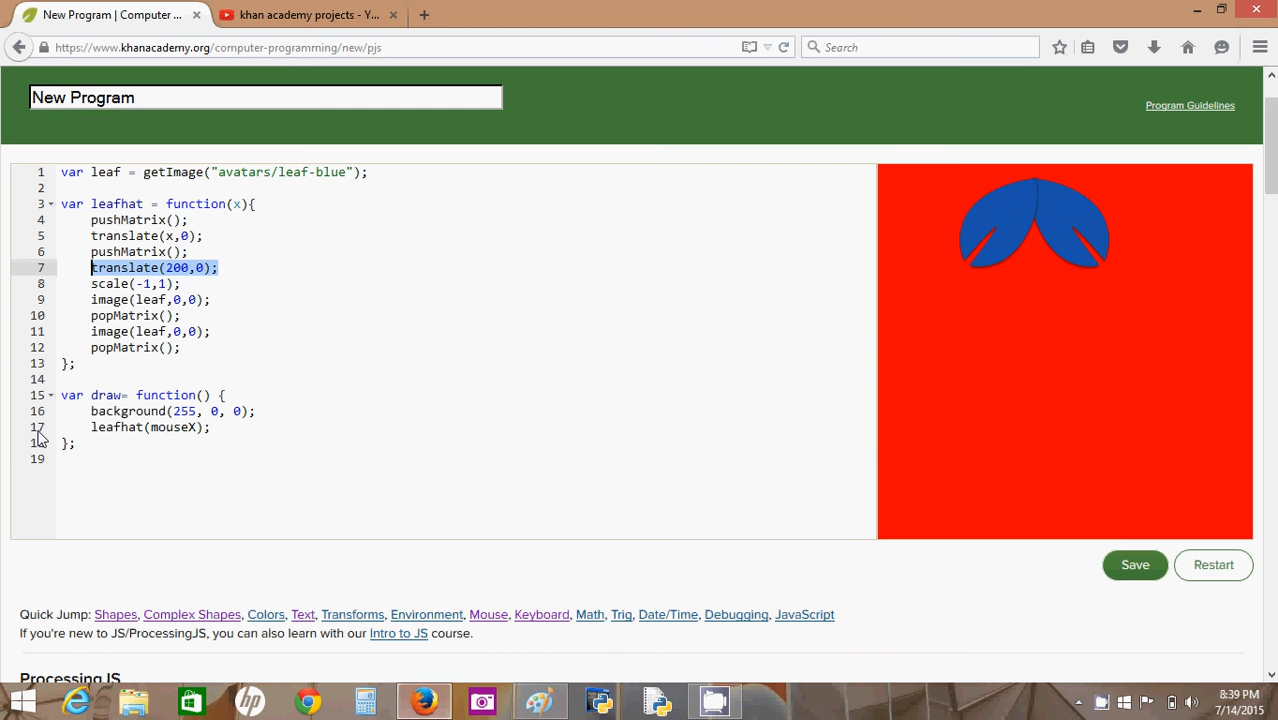 New Program | Computer ...
khan academy projects - Y...
https://www.khanacademy.org/computer-programming/new/pjs
Search
New Program
Program Guidelines
1 var leaf = getImage("avatars/leaf-blue");
2
3 var leafhat = function(x){
4 pushMatrix();
5 translate(x,0);
6 pushMatrix();
7 translate(200,0);
8 scale(-1,1);
9 image(leaf,0,0);
10 popMatrix();
11 image(leaf,0,0);
12 popMatrix();
13 };
14
15 var draw= function() {
16 background(255, 0, 0);
17 leafhat(mouseX);
18 };
19
Save Restart
Quick Jump: Shapes, Complex Shapes, Colors, Text, Transforms, Environment, Mouse, Keyboard, Math, Trig, Date/Time, Debugging, JavaScript
If you're new to JS/ProcessingJS, you can also learn with our Intro to JS course.
Processing.JS
hp
8:39 PM
7/14/2015